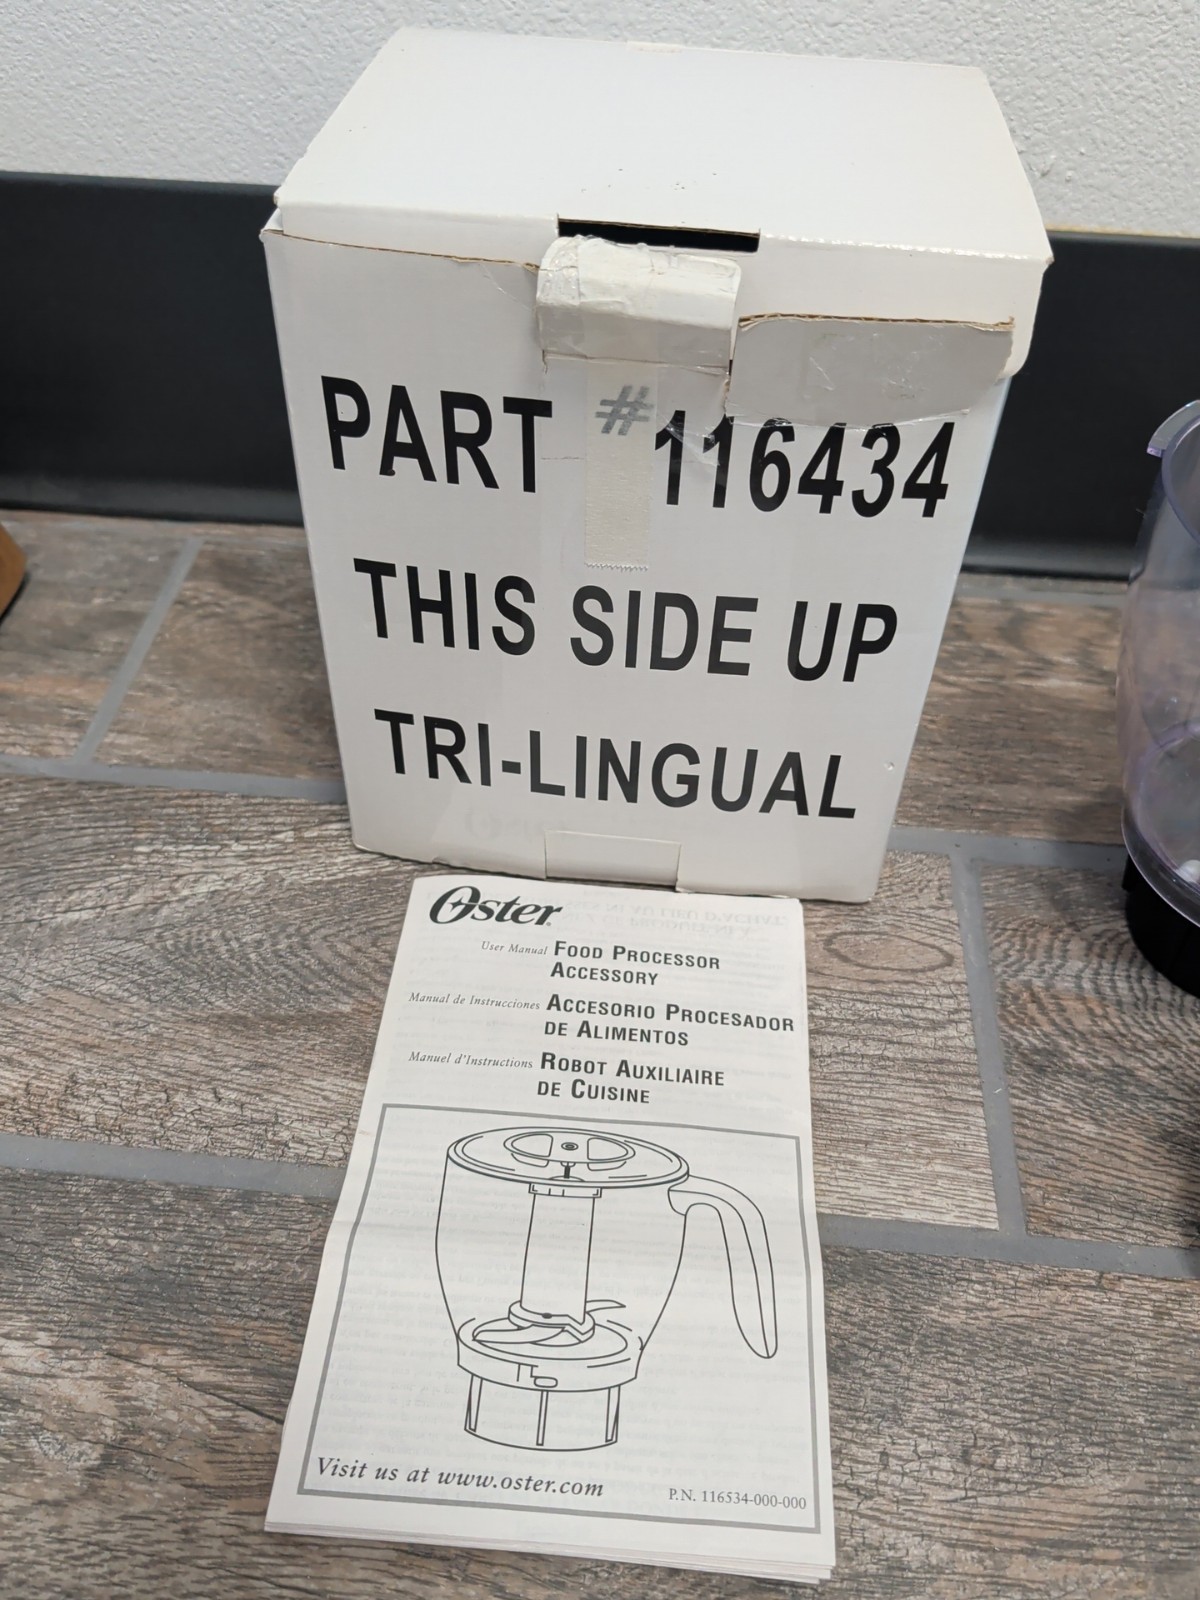 PART #116434
THIS SIDE UP
TRI-LINGUAL
Oster
User Manual FOOD PROCESSOR
ACCESSORY
Manual de Instrucciones ACCESORIO PROCESADOR
DE ALIMENTOS
Manuel d'Instructions ROBOT AUXILIAIRE
DE CUISINE
Visit us at www.oster.com
P.N. 116534-000-000